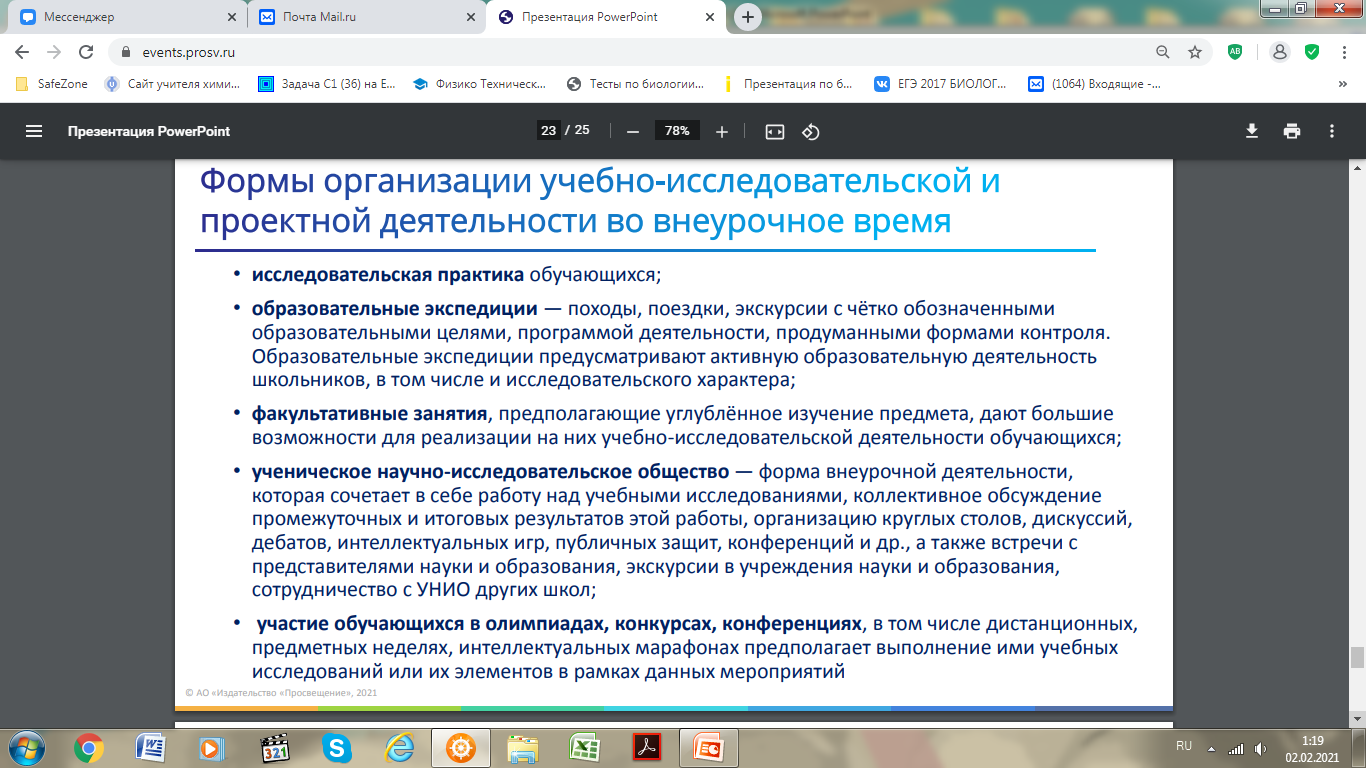 Мессенджер
Почта Mail.ru
Презентация PowerPoint
events.prosv.ru
АВ
SafeZone
Сайт учителя хими...
Задача С1 (36) на Е...
Физико Техническ...
Тесты по биологии...
Презентация по б...
ЕГЭ 2017 БИОЛОГ...
(1064) Входящие -...
»
Презентация PowerPoint
23 / 25
78%
Формы организации учебно-исследовательской и
проектной деятельности во внеурочное время
• исследовательская практика обучающихся;
• образовательные экспедиции — походы, поездки, экскурсии с чётко обозначенными
образовательными целями, программой деятельности, продуманными формами контроля.
Образовательные экспедиции предусматривают активную образовательную деятельность
школьников, в том числе и исследовательского характера;
• факультативные занятия, предполагающие углублённое изучение предмета, дают большие
возможности для реализации на них учебно-исследовательской деятельности обучающихся;
• ученическое научно-исследовательское общество — форма внеурочной деятельности,
которая сочетает в себе работу над учебными исследованиями, коллективное обсуждение
промежуточных и итоговых результатов этой работы, организацию круглых столов, дискуссий,
дебатов, интеллектуальных игр, публичных защит, конференций и др., а также встречи с
представителями науки и образования, экскурсии в учреждения науки и образования,
сотрудничество с УНИО других школ;
• участие обучающихся в олимпиадах, конкурсах, конференциях, в том числе дистанционных,
предметных неделях, интеллектуальных марафонах предполагает выполнение ими учебных
исследований или их элементов в рамках данных мероприятий
© АО «Издательство «Просвещение», 2021
321
RU
1:19
02.02.2021